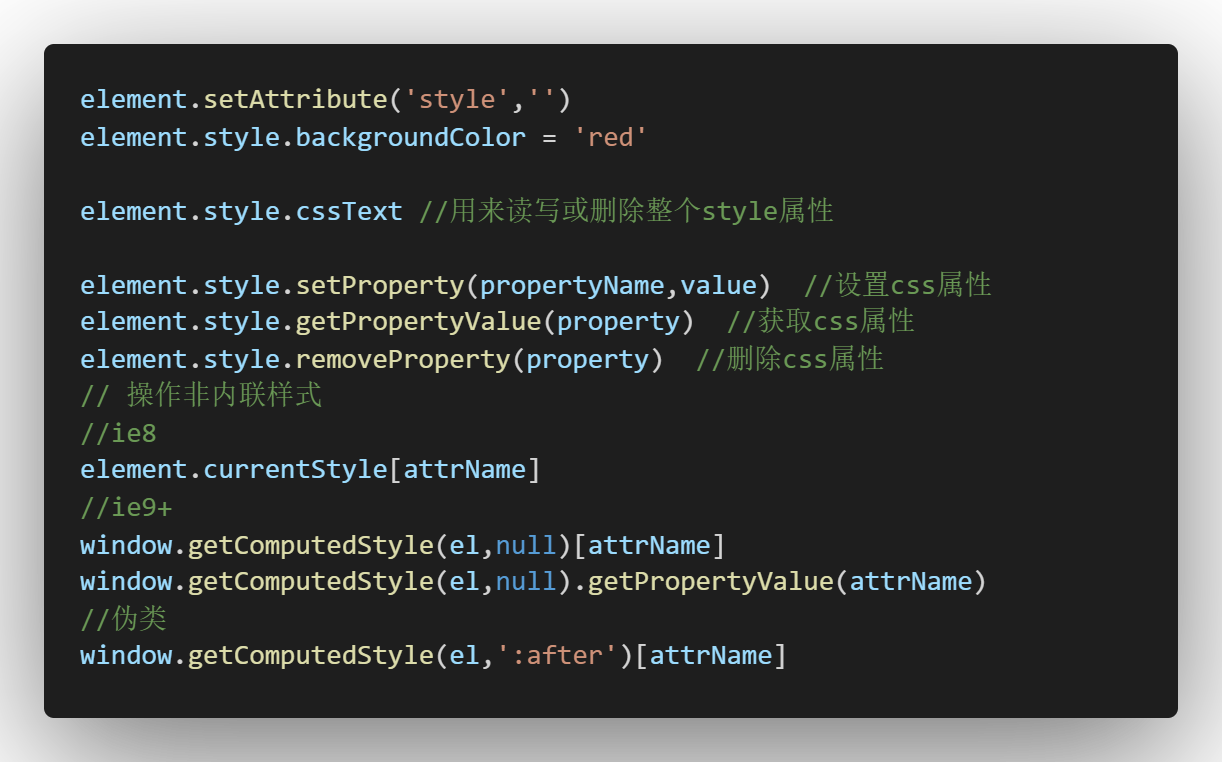 element.setAttribute('style','')
element.style.backgroundColor = 'red'
element.style.cssText //用来读写或删除整个style属性
element.style.setProperty(propertyName,value)  //设置css属性
element.style.getPropertyValue(property)  //获取css属性
element.style.removeProperty(property)  //删除css属性
// 操作非内联样式
//ie8
element.currentStyle[attrName]
//ie9+
window.getComputedStyle(el,null)[attrName]
window.getComputedStyle(el,null).getPropertyValue(attrName)
//伪类
window.getComputedStyle(el,':after')[attrName]